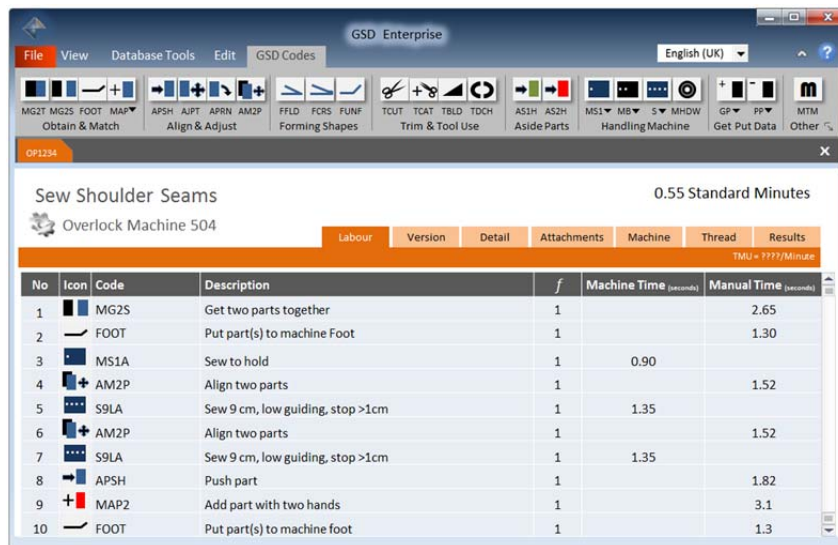 GSD Enterprise
File View Database Tools Edit GSD Codes English (UK) ?
MG2T MG2S FOOT MAP APSH AJPT APRN AM2P FFLD FCRS FUNF TCUT TCAT TBLD TDCH AS1H AS2H MS1 MB S MHDW GP PP MTM
Obtain & Match Align & Adjust Forming Shapes Trim & Tool Use Aside Parts Handling Machine Get Put Data Other
OP1234 X
Sew Shoulder Seams 0.55 Standard Minutes
Overlock Machine 504
Labour Version Detail Attachments Machine Thread Results
TMU = ????/Minute
No Icon Code Description f Machine Time (seconds) Manual Time (seconds)
1 MG2S Get two parts together 1 2.65
2 FOOT Put part(s) to machine Foot 1 1.30
3 MS1A Sew to hold 1 0.90
4 AM2P Align two parts 1 1.52
5 S9LA Sew 9 cm, low guiding, stop >1cm 1 1.35
6 AM2P Align two parts 1 1.52
7 S9LA Sew 9 cm, low guiding, stop >1cm 1 1.35
8 APSH Push part 1 1.82
9 MAP2 Add part with two hands 1 3.1
10 FOOT Put part(s) to machine foot 1 1.3